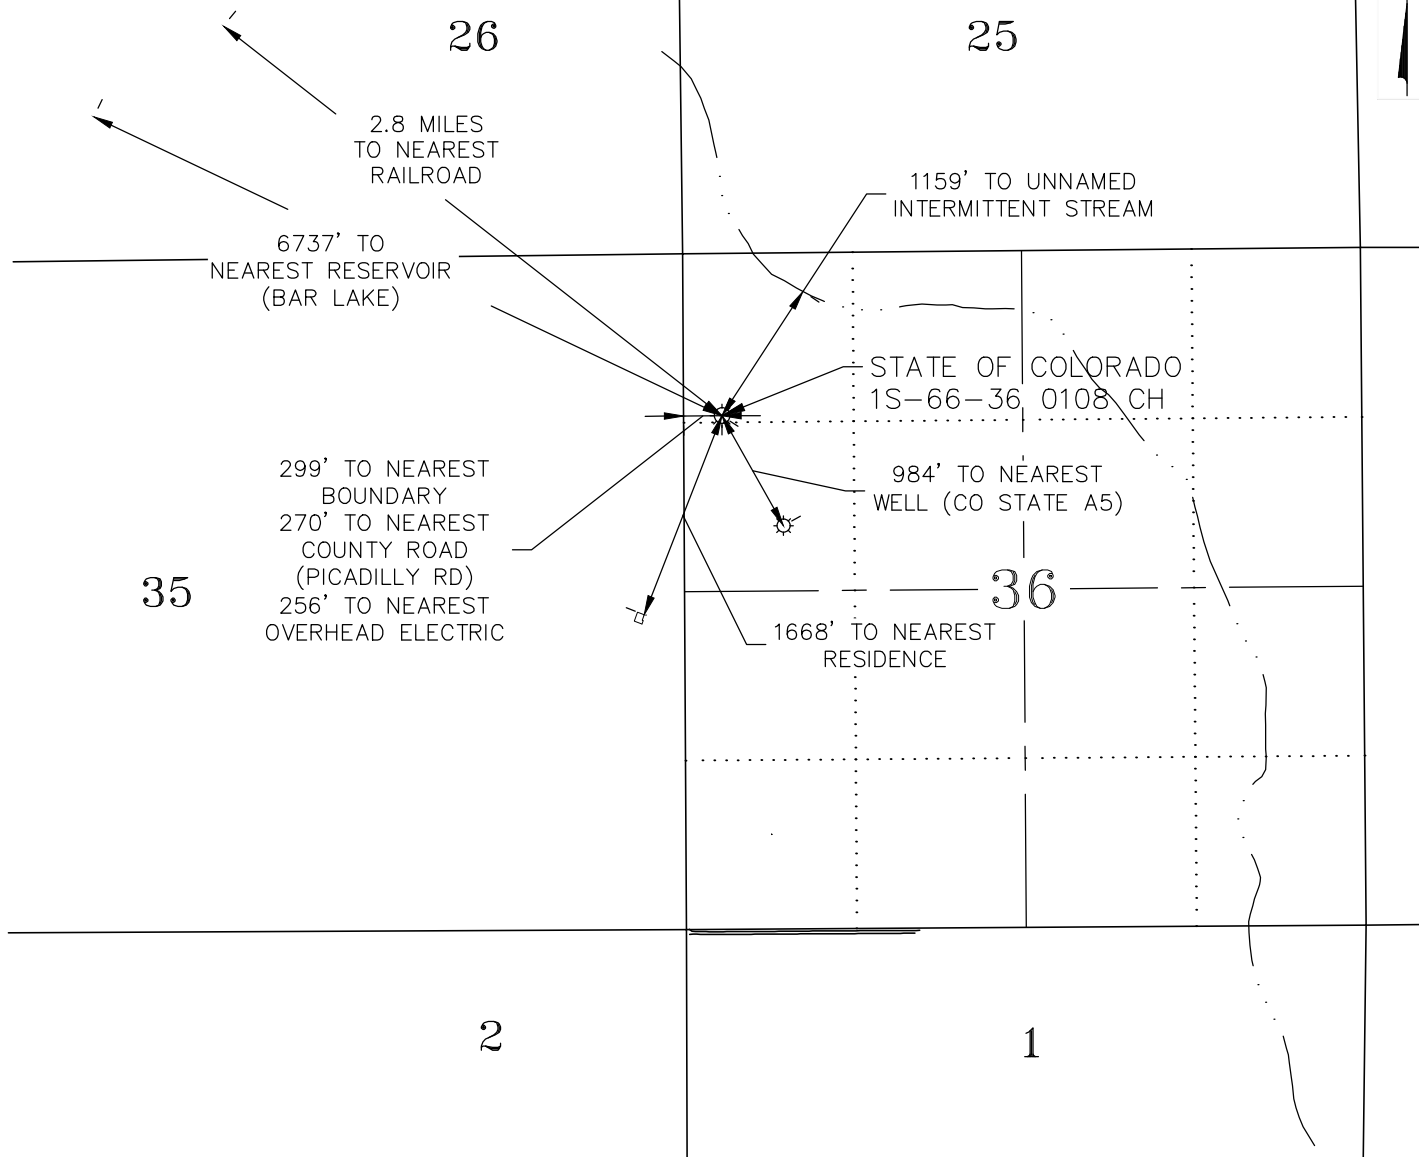 26
25
2.8 MILES
TO NEAREST
RAILROAD
1159' TO UNNAMED
INTERMITTENT STREAM
6737' TO
NEAREST RESERVOIR
(BAR LAKE)
STATE OF COLORADO
1S-66-36 0108 CH
299' TO NEAREST
BOUNDARY
270' TO NEAREST
COUNTY ROAD
(PICADILLY RD)
256' TO NEAREST
OVERHEAD ELECTRIC
984' TO NEAREST
WELL (CO STATE A5)
35
36
1668' TO NEAREST
RESIDENCE
2
1